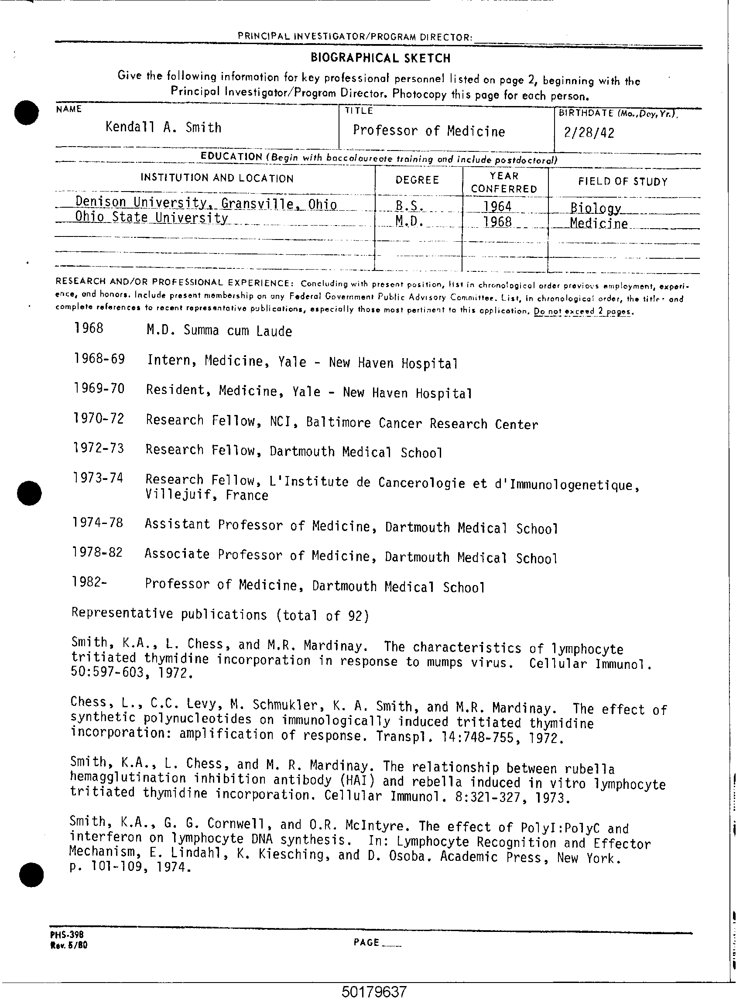 PRINCIPAL INVESTIGATOR/PROGRAM DIRECTOR:
BIOGRAPHICAL SKETCH
Give the following information for key professional personnel listed on page 2, beginning with the
Principal Investigator/Program Director. Photocopy this page for each person.
NAME TITLE BIRTHDATE (Mo.,Day,Yr.)
Kendall A. Smith Professor of Medicine 2/28/42
EDUCATION (Begin with baccalaureate training and include postdoctoral)
INSTITUTION AND LOCATION DEGREE YEAR CONFERRED FIELD OF STUDY
Denison University, Gransville, Ohio B.S. 1964 Biology
Ohio State University M.D. 1968 Medicine
RESEARCH AND/OR PROFESSIONAL EXPERIENCE: Concluding with present position, list in chronological order previous employment, experi-
ence, and honors. Include present membership on any Federal Government Public Advisory Committee. List, in chronological order, the titles and
complete references to recent representative publications, especially those most pertinent to this application. Do not exceed 2 pages.
1968 M.D. Summa cum Laude
1968-69 Intern, Medicine, Yale - New Haven Hospital
1969-70 Resident, Medicine, Yale - New Haven Hospital
1970-72 Research Fellow, NCI, Baltimore Cancer Research Center
1972-73 Research Fellow, Dartmouth Medical School
1973-74 Research Fellow, L'Institute de Cancerologie et d'Immunologenetique,
Villejuif, France
1974-78 Assistant Professor of Medicine, Dartmouth Medical School
1978-82 Associate Professor of Medicine, Dartmouth Medical School
1982- Professor of Medicine, Dartmouth Medical School
Representative publications (total of 92)
Smith, K.A., L. Chess, and M.R. Mardinay. The characteristics of lymphocyte
tritiated thymidine incorporation in response to mumps virus. Cellular Immunol.
50:597-603, 1972.
Chess, L., C.C. Levy, M. Schmukler, K. A. Smith, and M.R. Mardinay. The effect of
synthetic polynucleotides on immunologically induced tritiated thymidine
incorporation: amplification of response. Transpl. 14:748-755, 1972.
Smith, K.A., L. Chess, and M. R. Mardinay. The relationship between rubella
hemagglutination inhibition antibody (HAI) and rebella induced in vitro lymphocyte
tritiated thymidine incorporation. Cellular Immunol. 8:321-327, 1973.
Smith, K.A., G. G. Cornwell, and O.R. McIntyre. The effect of PolyI:PolyC and
interferon on lymphocyte DNA synthesis. In: Lymphocyte Recognition and Effector
Mechanism, E. Lindahl, K. Kiesching, and D. Osoba. Academic Press, New York.
p. 101-109, 1974.
PHS-398
Rev. 5/80
PAGE
50179637